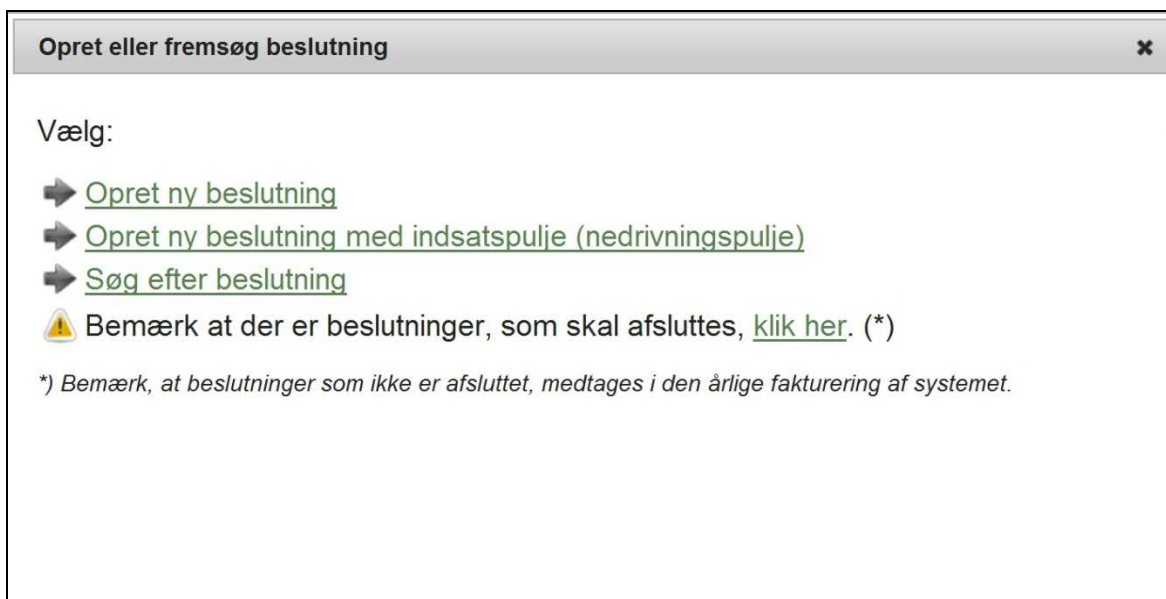 Opret eller fremsøg beslutning
Vælg:
Opret ny beslutning
Opret ny beslutning med indsatspulje (nedrivningspulje)
Søg efter beslutning
Bemærk at der er beslutninger, som skal afsluttes, klik her. (*)
*) Bemærk, at beslutninger som ikke er afsluttet, medtages i den årlige fakturering af systemet.